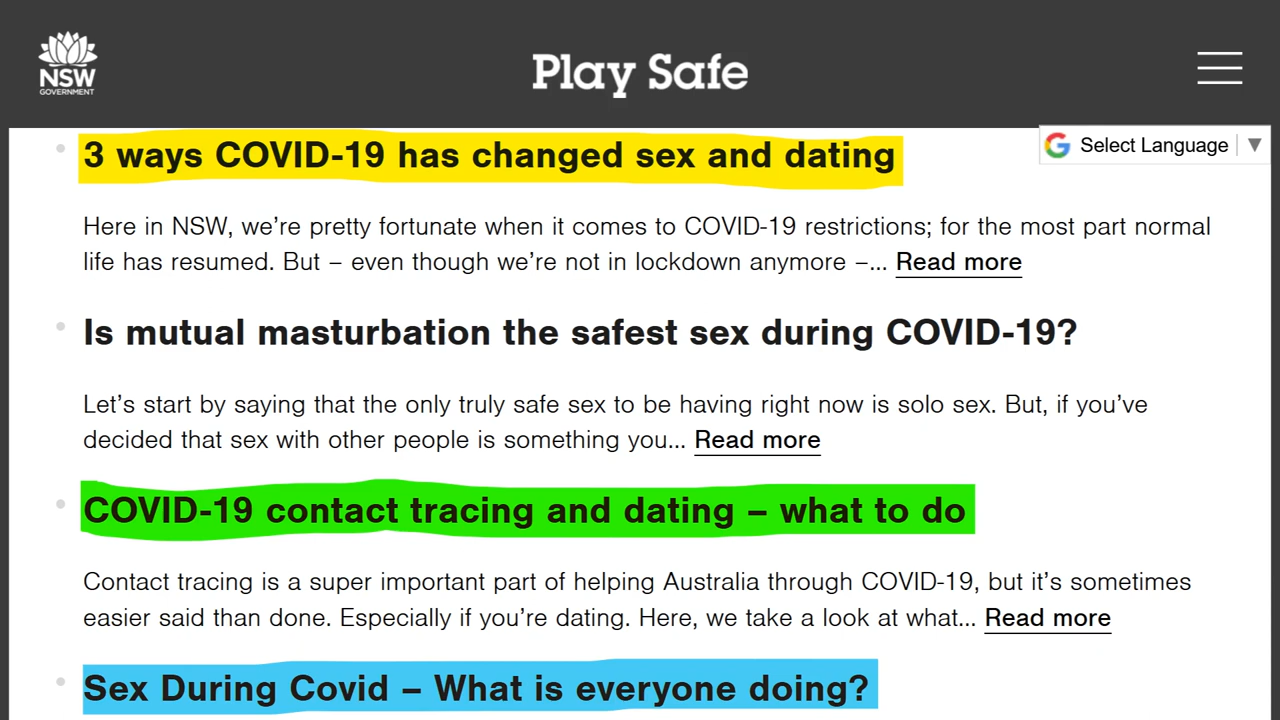 NSW
GOVERNMENT
Play Safe
Select Language ▼
3 ways COVID-19 has changed sex and dating
Here in NSW, we’re pretty fortunate when it comes to COVID-19 restrictions; for the most part normal
life has resumed. But – even though we’re not in lockdown anymore –... Read more
Is mutual masturbation the safest sex during COVID-19?
Let’s start by saying that the only truly safe sex to be having right now is solo sex. But, if you’ve
decided that sex with other people is something you... Read more
COVID-19 contact tracing and dating – what to do
Contact tracing is a super important part of helping Australia through COVID-19, but it’s sometimes
easier said than done. Especially if you’re dating. Here, we take a look at what... Read more
Sex During Covid – What is everyone doing?